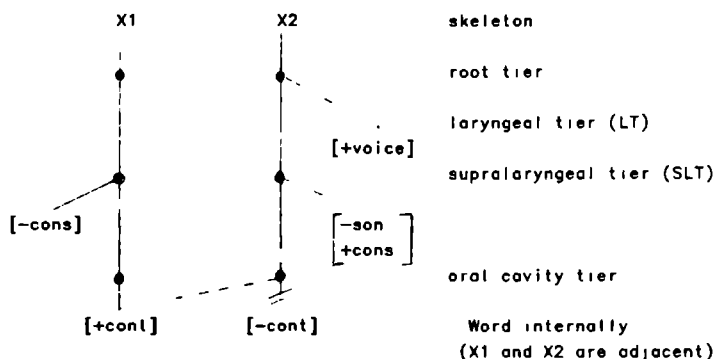 X1 X2 skeleton
root tier
laryngeal tier (LT)
[+voice]
supralaryngeal tier (SLT)
[-cons]
[-son
+cons]
oral cavity tier
[+cont] [-cont] Word internally
(X1 and X2 are adjacent)